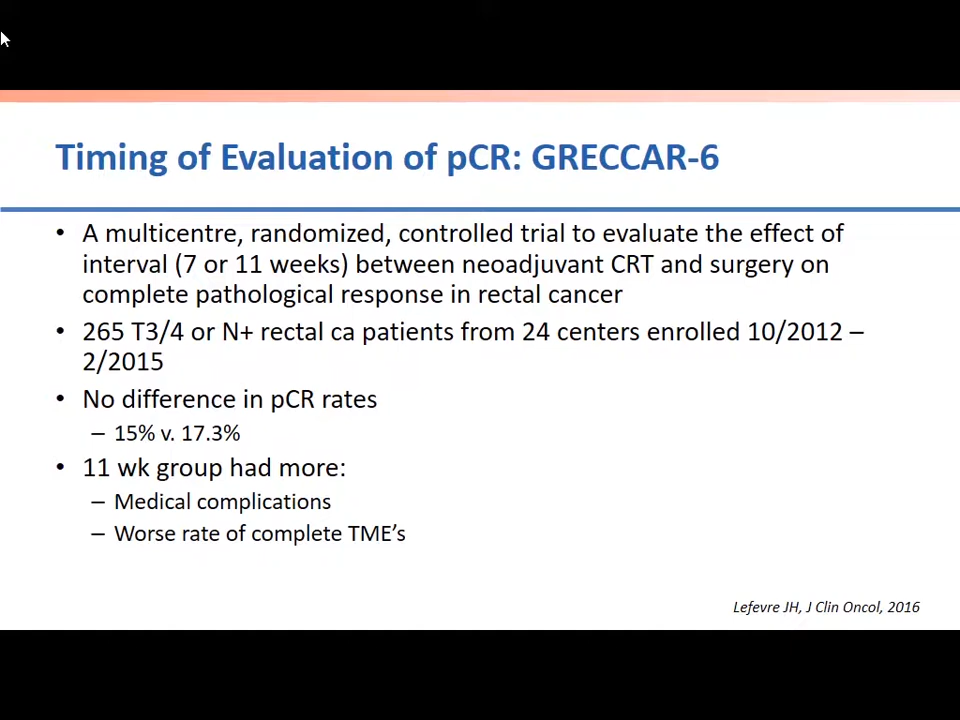 Timing of Evaluation of pCR: GRECCAR-6
• A multicentre, randomized, controlled trial to evaluate the effect of
interval (7 or 11 weeks) between neoadjuvant CRT and surgery on
complete pathological response in rectal cancer
• 265 T3/4 or N+ rectal ca patients from 24 centers enrolled 10/2012 –
2/2015
• No difference in pCR rates
– 15% v. 17.3%
• 11 wk group had more:
– Medical complications
– Worse rate of complete TME’s
Lefevre JH, J Clin Oncol, 2016